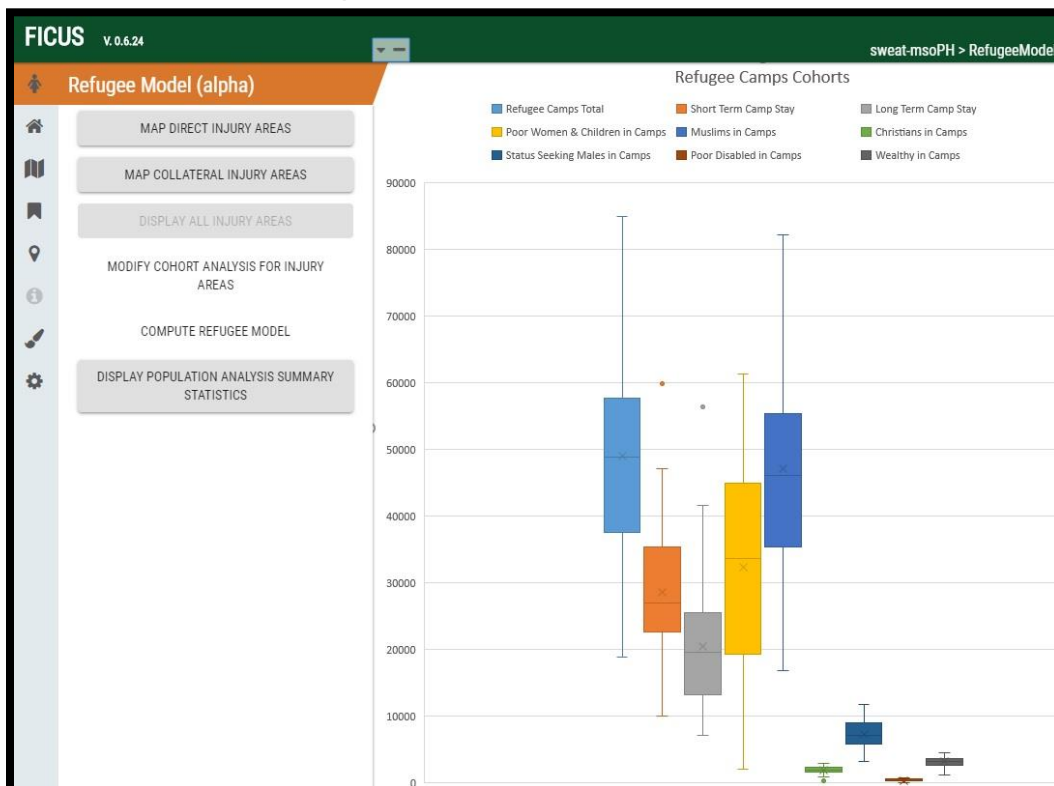 FICUS V. 0.6.24
sweat-msoPH > RefugeeModel
Refugee Model (alpha)
MAP DIRECT INJURY AREAS
MAP COLLATERAL INJURY AREAS
DISPLAY ALL INJURY AREAS
MODIFY COHORT ANALYSIS FOR INJURY
AREAS
COMPUTE REFUGEE MODEL
DISPLAY POPULATION ANALYSIS SUMMARY
STATISTICS
Refugee Camps Cohorts
Refugee Camps Total
Short Term Camp Stay
Long Term Camp Stay
Poor Women & Children in Camps
Muslims in Camps
Christians in Camps
Status Seeking Males in Camps
Poor Disabled in Camps
Wealthy in Camps
90000
80000
70000
60000
50000
40000
30000
20000
10000
0